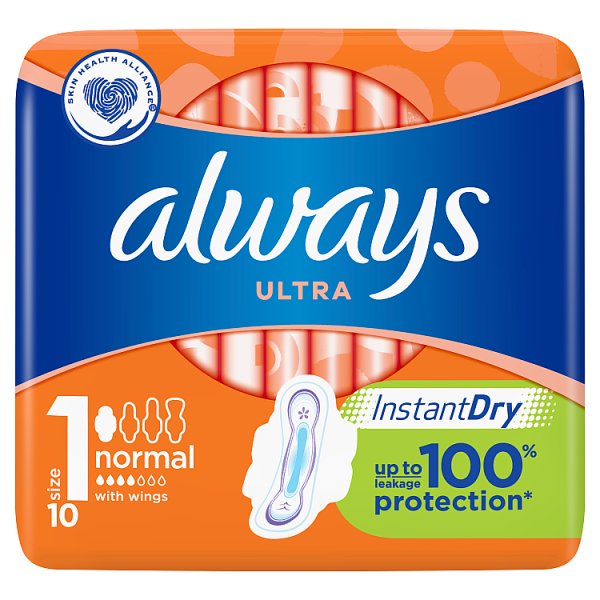 SKIN HEALTH ALLIANCE®
always
ULTRA
InstantDry
size 1
normal
with wings
10
up to 100%
leakage
protection*